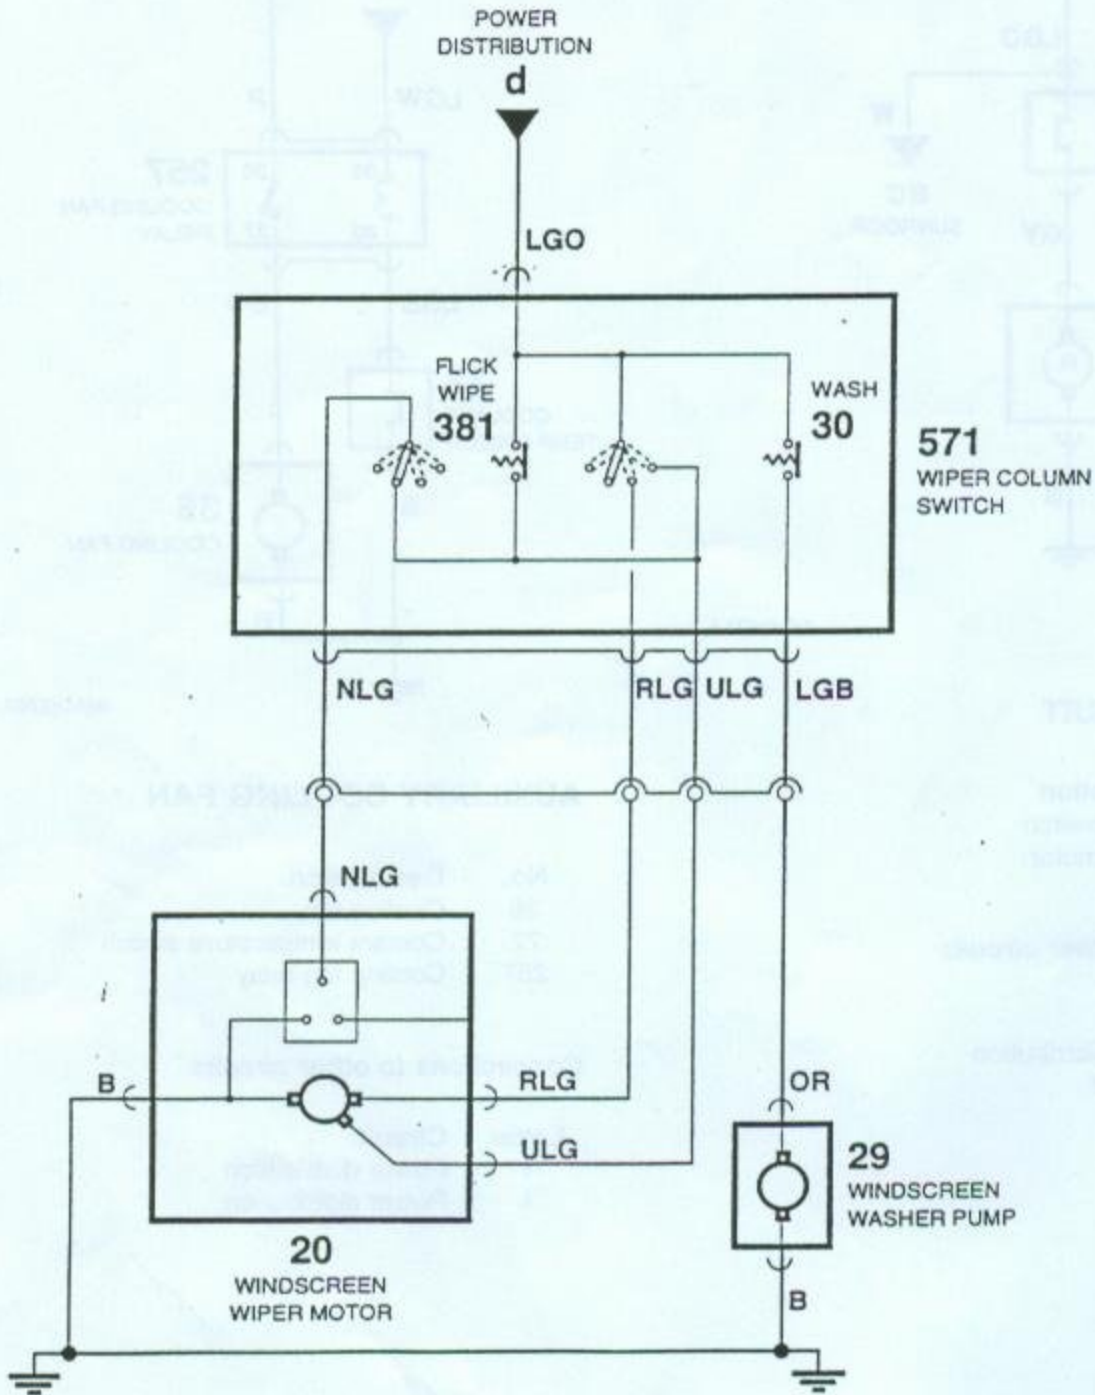 POWER
DISTRIBUTION
d
LGO
FLICK
WIPE
381
WASH
30
571
WIPER COLUMN
SWITCH
NLG
RLG
ULG
LGB
NLG
B
RLG
ULG
OR
29
WINDSCREEN
WASHER PUMP
B
20
WINDSCREEN
WIPER MOTOR